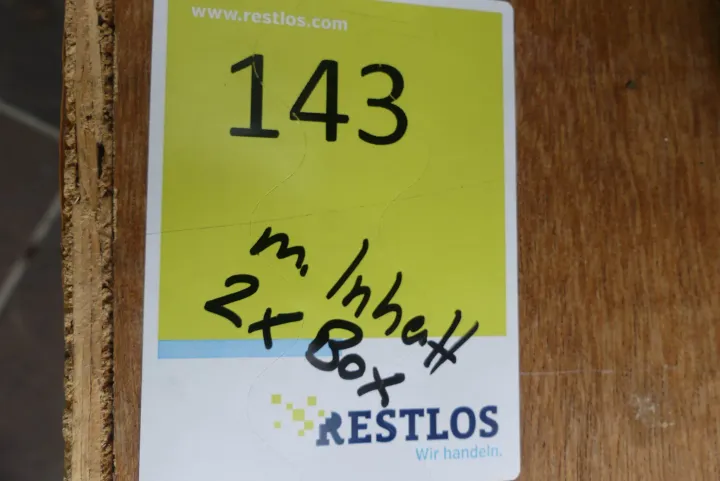 www.restlos.com
143
m. Inhalt
2x Box
RESTLOS
Wir handeln.